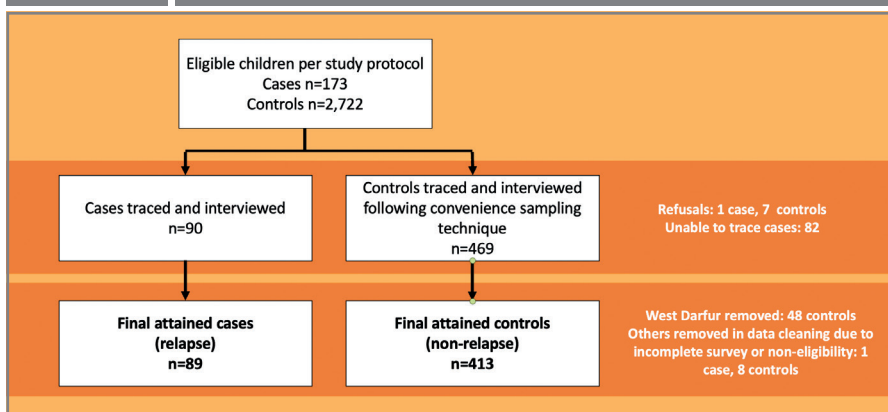 Eligible children per study protocol
Cases n=173
Controls n=2,722
Cases traced and interviewed
n=90
Controls traced and interviewed
following convenience sampling
technique
n=469
Refusals: 1 case, 7 controls
Unable to trace cases: 82
Final attained cases
(relapse)
n=89
Final attained controls
(non-relapse)
n=413
West Darfur removed: 48 controls
Others removed in data cleaning due to
incomplete survey or non-eligibility: 1
case, 8 controls